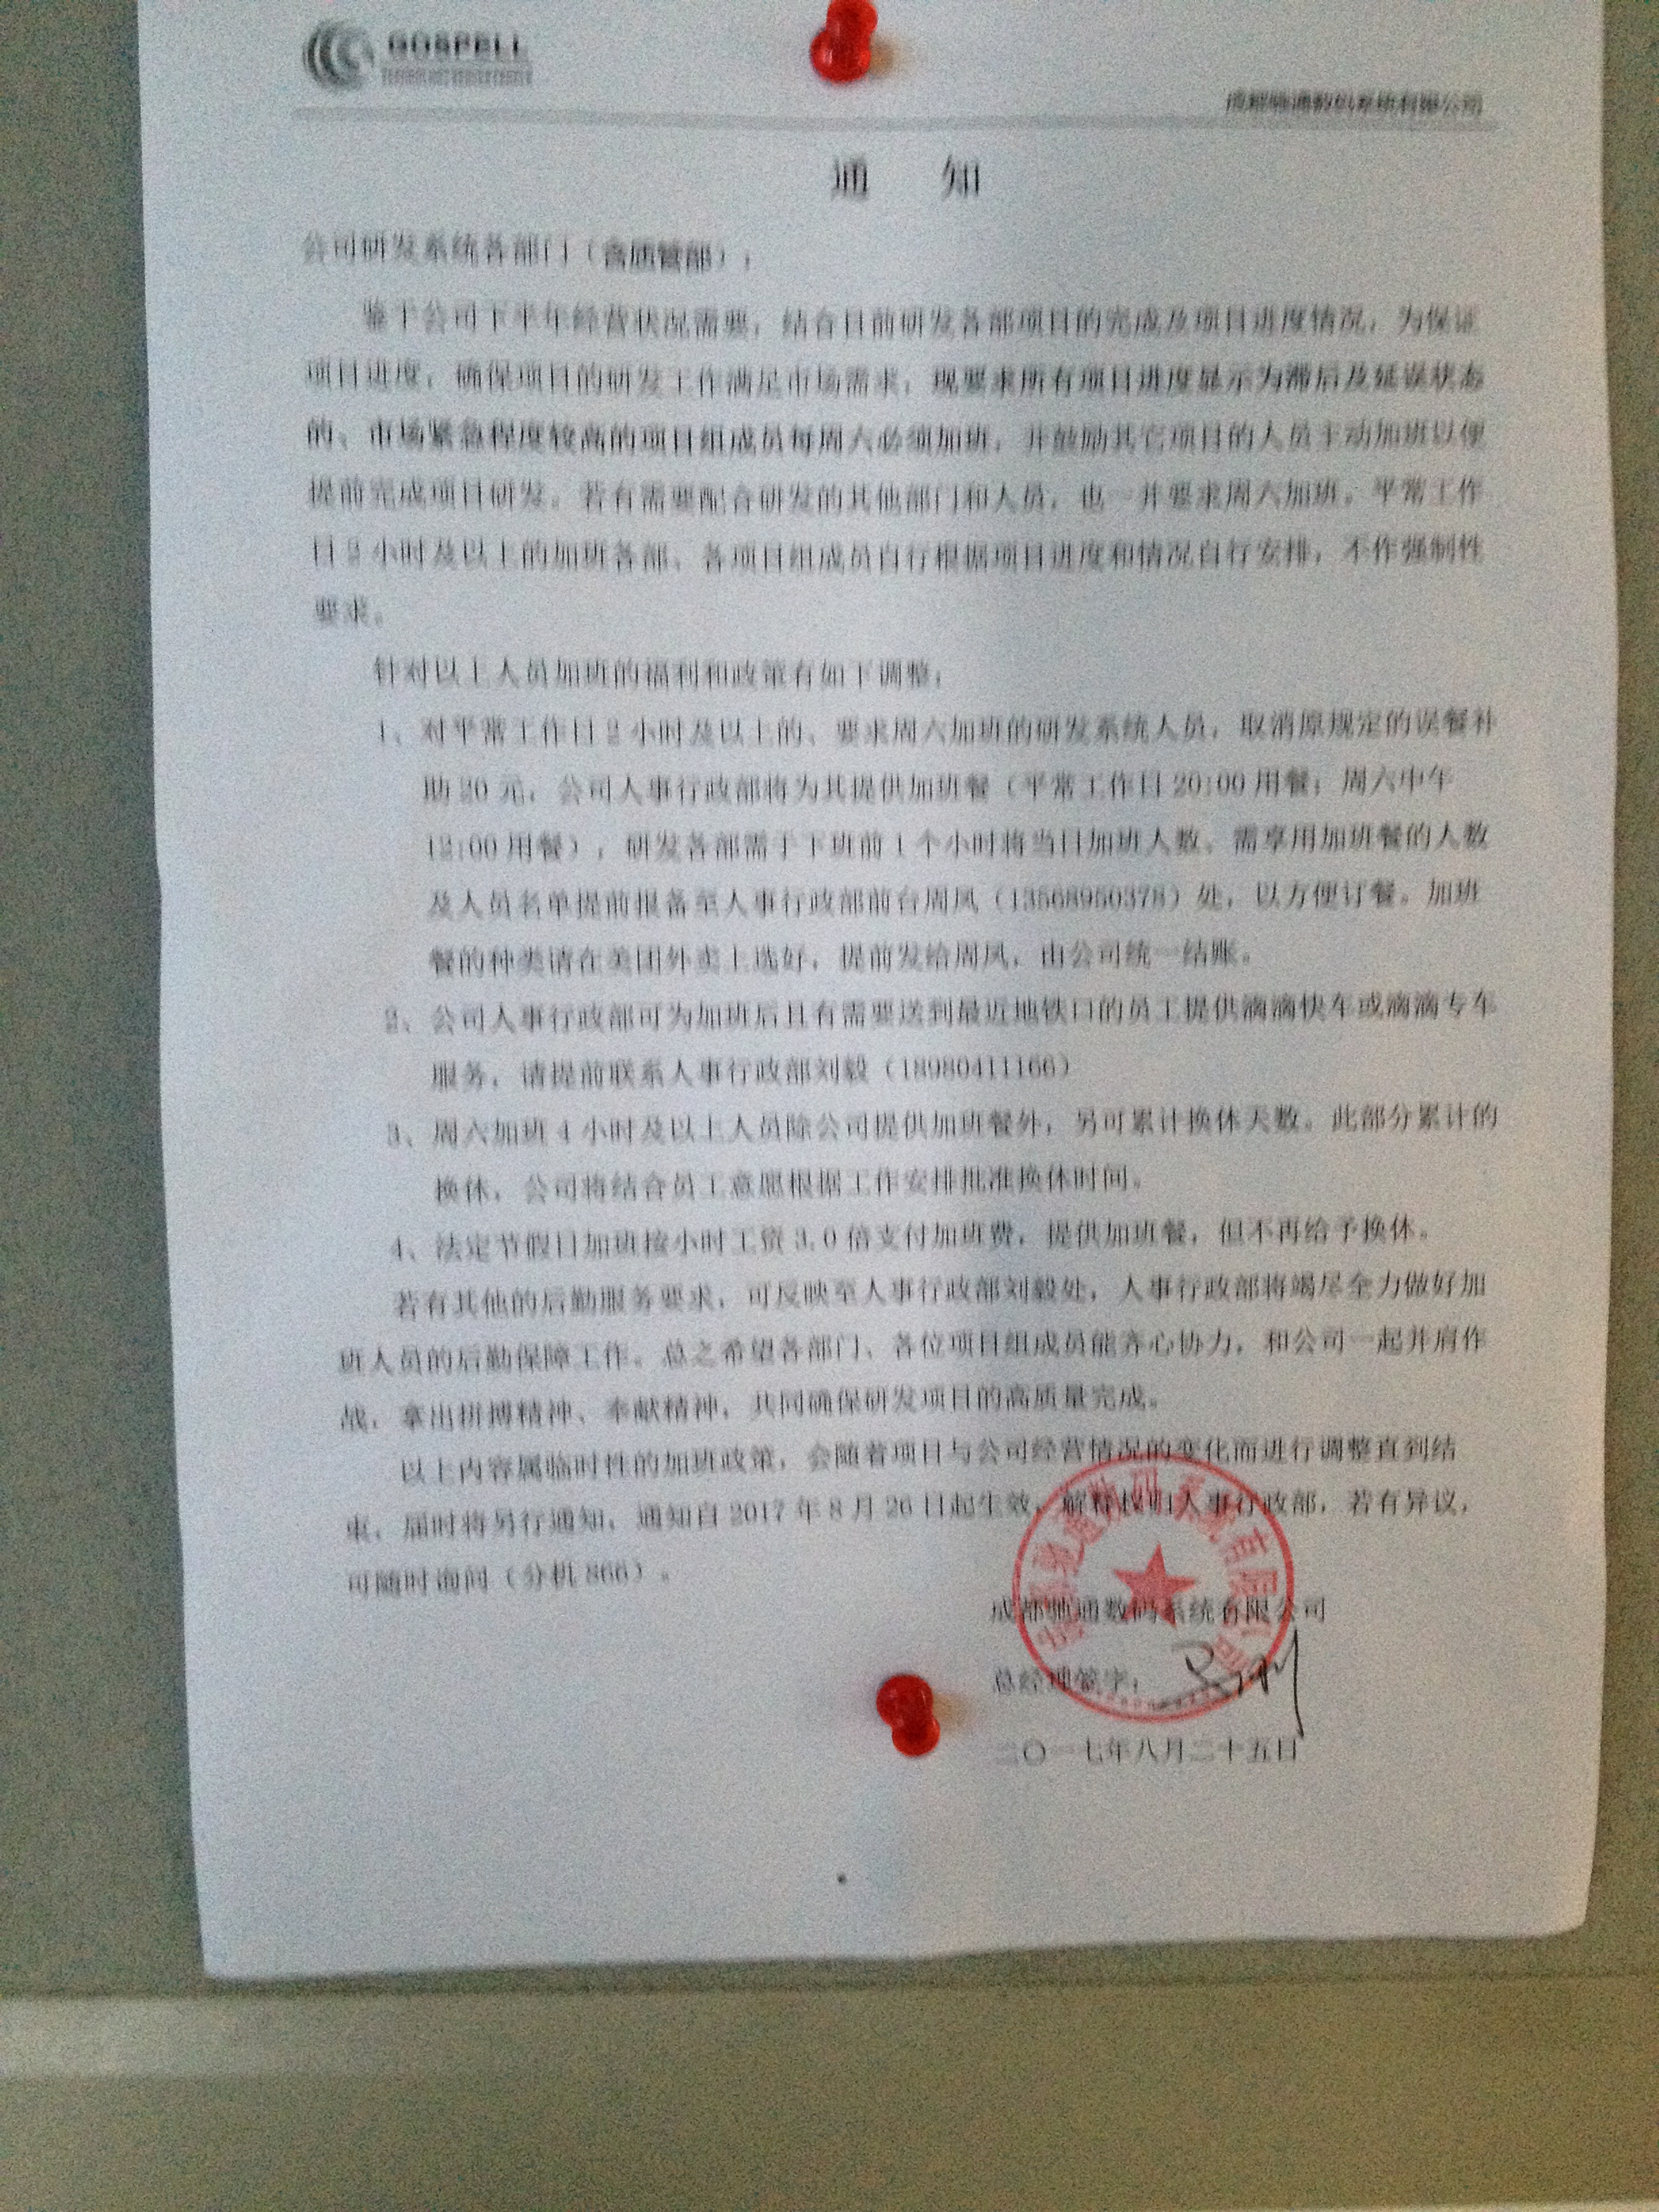 GOSPELL
成都驰通数码系统有限公司
通 知
公司研发系统各部门（含质管部）：
鉴于公司下半年经营状况需要，结合目前研发各部项目的完成及项目进度情况，为保证
项目进度，确保项目的研发工作满足市场需求，现要求所有项目进度显示为滞后及延误状态
的、市场紧急程度较高的项目组成员每周六必须加班，并鼓励其它项目的人员主动加班以便
提前完成项目研发。若有需要配合研发的其他部门和人员，也一并要求周六加班。平常工作
日2小时及以上的加班各部、各项目组成员自行根据项目进度和情况自行安排，不作强制性
要求。
针对以上人员加班的福利和政策有如下调整：
1、对平常工作日2小时及以上的、要求周六加班的研发系统人员，取消原规定的误餐补
助20元，公司人事行政部将为其提供加班餐（平常工作日20:00用餐；周六中午
12:00用餐），研发各部需于下班前1个小时将当日加班人数、需享用加班餐的人数
及人员名单提前报备至人事行政部前台周凤（13568950378）处，以方便订餐。加班
餐的种类请在美团外卖上选好，提前发给周凤，由公司统一结账。
2、公司人事行政部可为加班后且有需要送到最近地铁口的员工提供滴滴快车或滴滴专车
服务，请提前联系人事行政部刘毅（18980411166）
3、周六加班4小时及以上人员除公司提供加班餐外，另可累计换休天数。此部分累计的
换休，公司将结合员工意愿根据工作安排批准换休时间。
4、法定节假日加班按小时工资3.0倍支付加班费，提供加班餐，但不再给予换休。
若有其他的后勤服务要求，可反映至人事行政部刘毅处，人事行政部将竭尽全力做好加
班人员的后勤保障工作。总之希望各部门、各位项目组成员能齐心协力，和公司一起并肩作
战，拿出拼搏精神、奉献精神，共同确保研发项目的高质量完成。
以上内容属临时性的加班政策，会随着项目与公司经营情况的变化而进行调整直到结
束，届时将另行通知。通知自2017年8月26日起生效，解释权归人事行政部，若有异议，
可随时询问（分机866）。
成都驰通数码系统有限公司
总经理签字：
二〇一七年八月二十五日